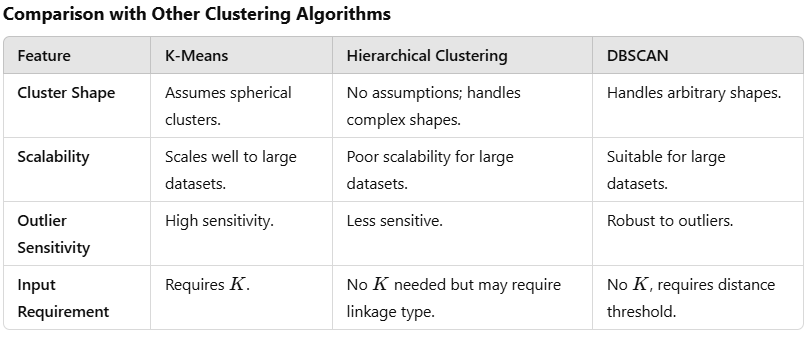 Comparison with Other Clustering Algorithms
Feature K-Means Hierarchical Clustering DBSCAN
Cluster Shape Assumes spherical clusters. No assumptions; handles complex shapes. Handles arbitrary shapes.
Scalability Scales well to large datasets. Poor scalability for large datasets. Suitable for large datasets.
Outlier Sensitivity High sensitivity. Less sensitive. Robust to outliers.
Input Requirement Requires K. No K needed but may require linkage type. No K, requires distance threshold.